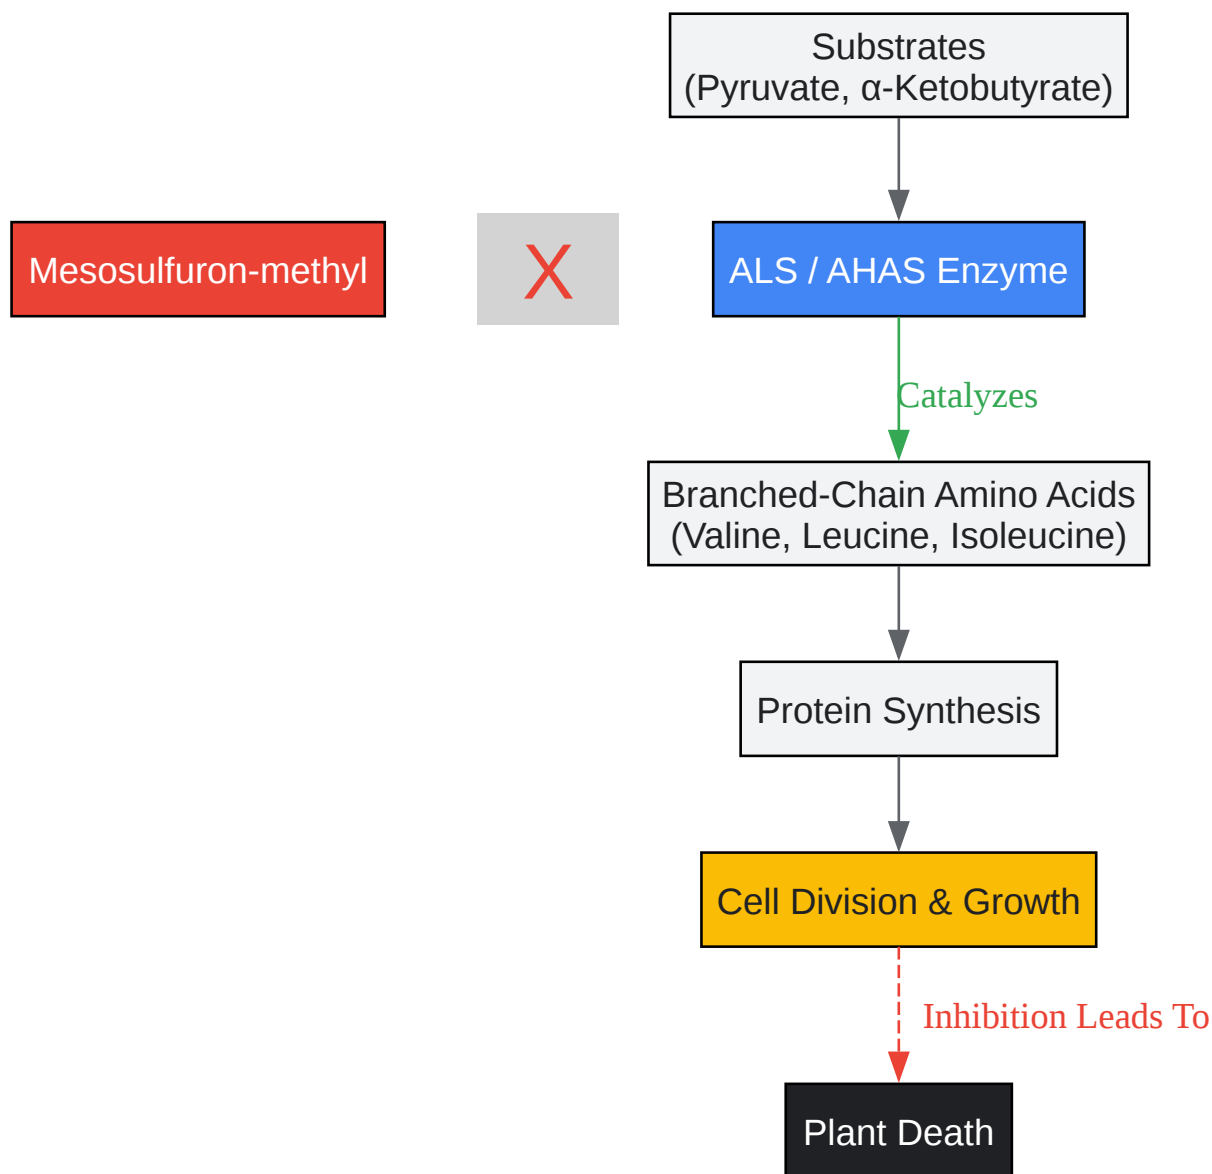 Substrates
(Pyruvate, α-Ketobutyrate)
Mesosulfuron-methyl
X
ALS / AHAS Enzyme
Catalyzes
Branched-Chain Amino Acids
(Valine, Leucine, Isoleucine)
Protein Synthesis
Cell Division & Growth
Inhibition Leads To
Plant Death